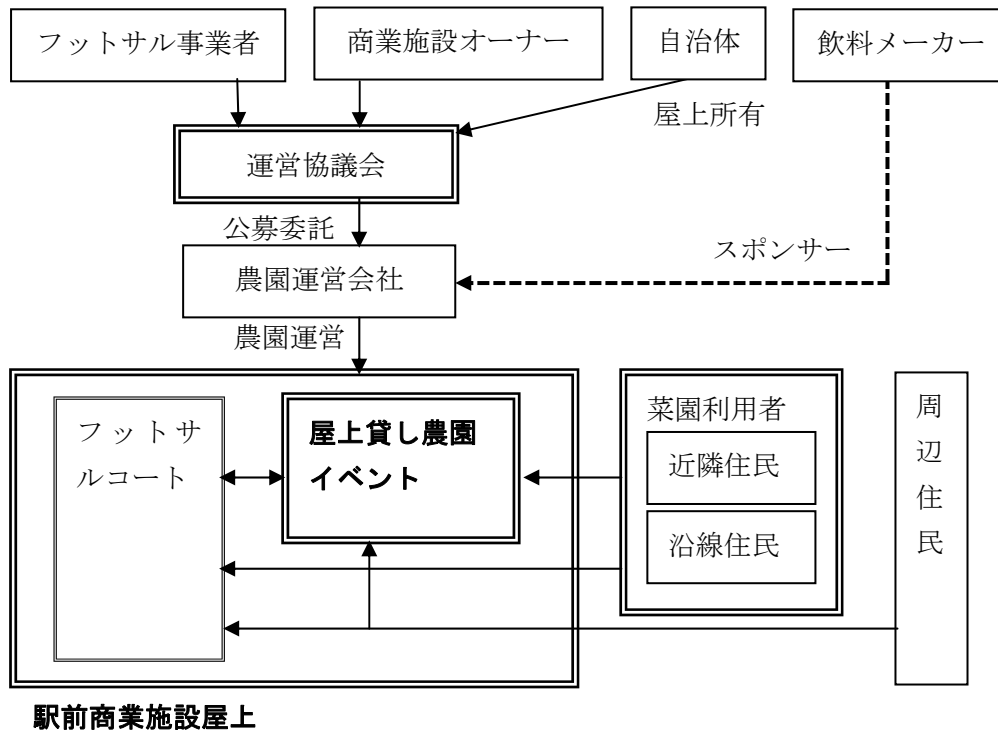 フットサル事業者
商業施設オーナー
自治体
飲料メーカー
屋上所有
運営協議会
公募委託
スポンサー
農園運営会社
農園運営
フットサ
ルコート
屋上貸し農園
イベント
菜園利用者
近隣住民
沿線住民
周辺住民
駅前商業施設屋上